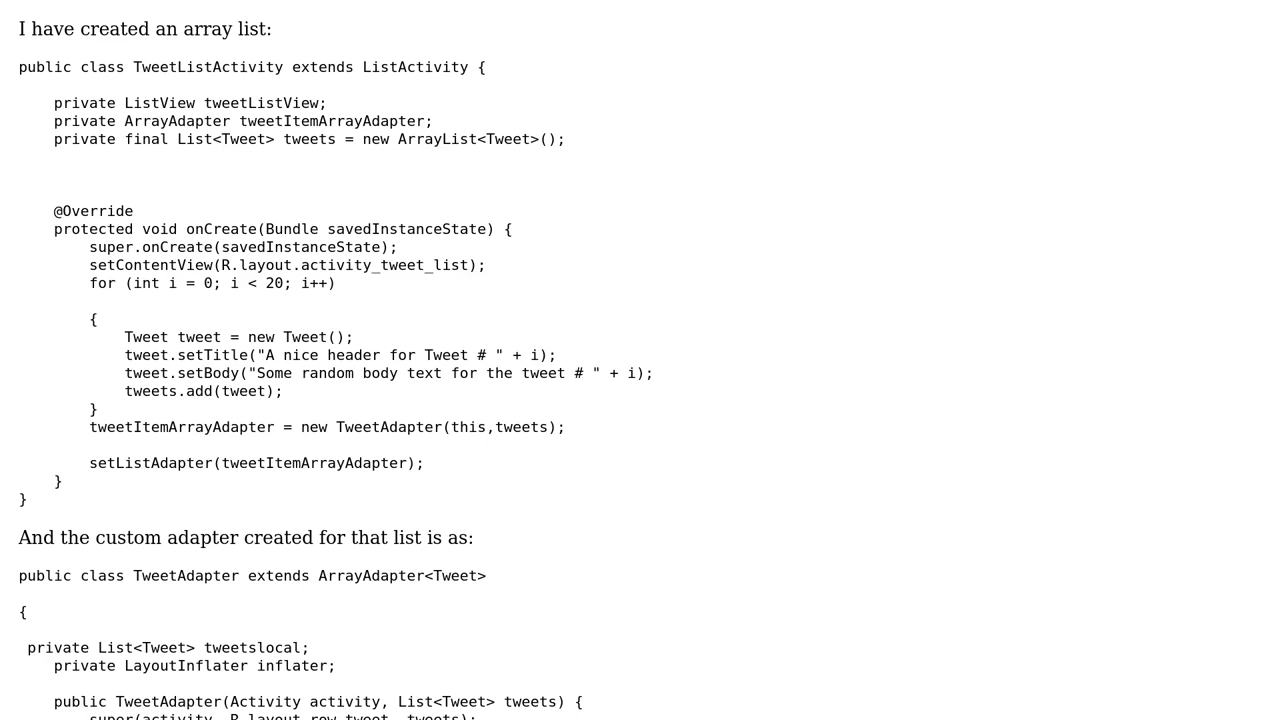 I have created an array list:
public class TweetListActivity extends ListActivity {
    private ListView tweetListView;
    private ArrayAdapter tweetItemArrayAdapter;
    private final List<Tweet> tweets = new ArrayList<Tweet>();
    @Override
    protected void onCreate(Bundle savedInstanceState) {
        super.onCreate(savedInstanceState);
        setContentView(R.layout.activity_tweet_list);
        for (int i = 0; i < 20; i++)
        {
            Tweet tweet = new Tweet();
            tweet.setTitle("A nice header for Tweet # " + i);
            tweet.setBody("Some random body text for the tweet # " + i);
            tweets.add(tweet);
        }
        tweetItemArrayAdapter = new TweetAdapter(this,tweets);
        setListAdapter(tweetItemArrayAdapter);
    }
}
And the custom adapter created for that list is as:
public class TweetAdapter extends ArrayAdapter<Tweet>
{
 private List<Tweet> tweetslocal;
    private LayoutInflater inflater;
    public TweetAdapter(Activity activity, List<Tweet> tweets) {
        super(activity, R.layout.row_tweet, tweets);